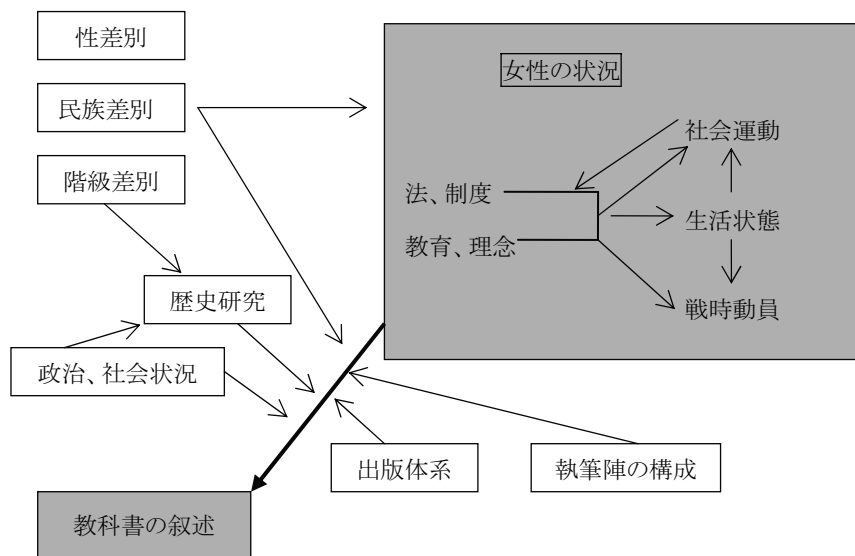 性差別
民族差別
階級差別
歴史研究
政治、社会状況
女性の状況
社会運動
法、制度
生活状態
教育、理念
戦時動員
出版体系
執筆陣の構成
教科書の叙述